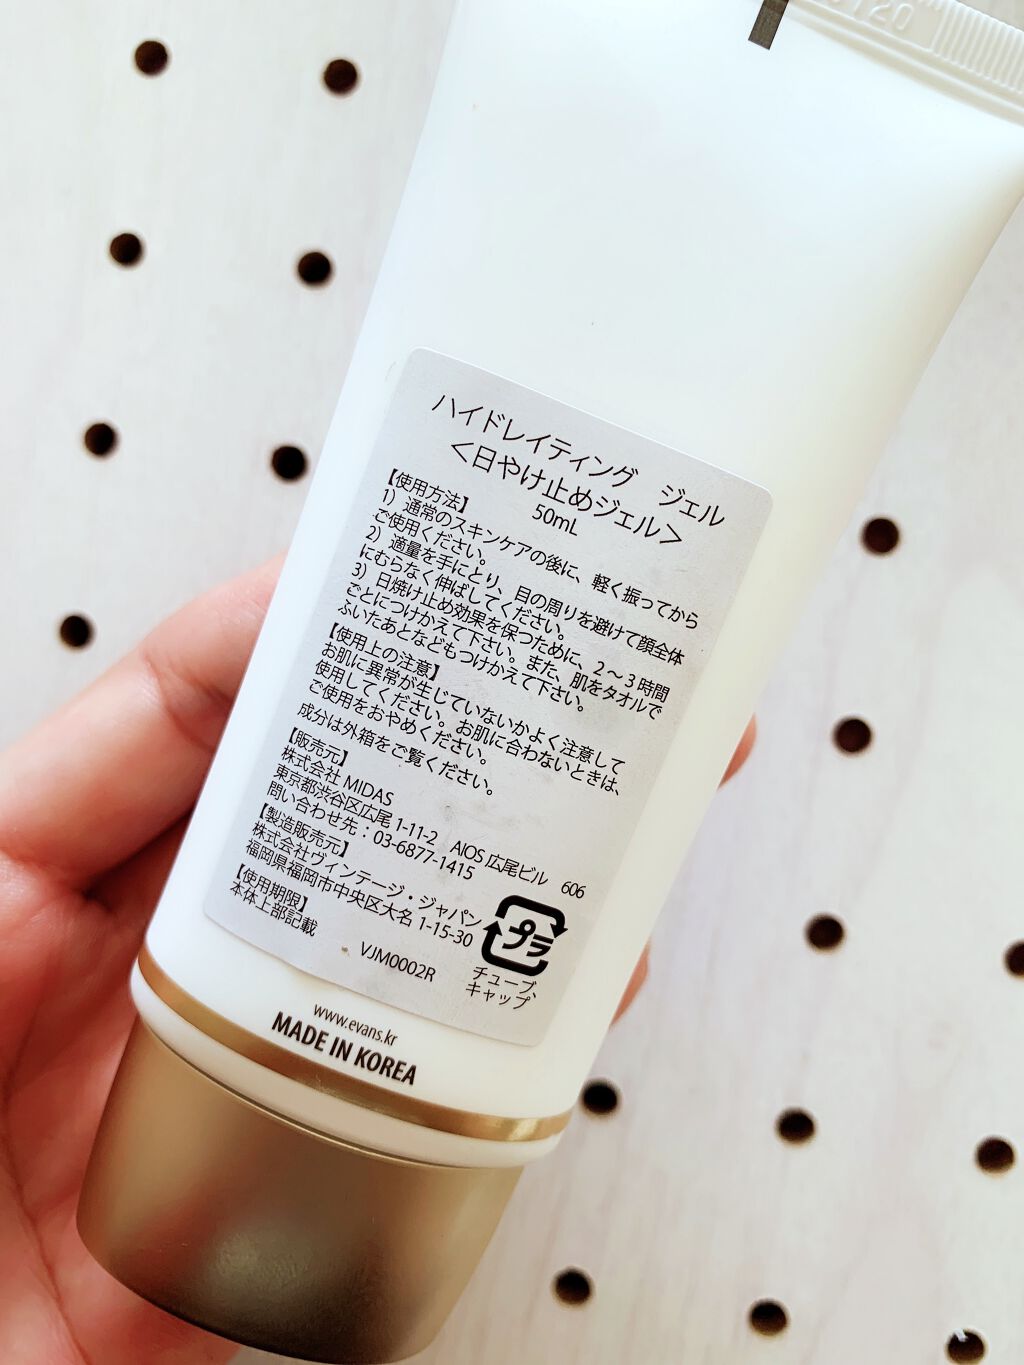 ハイドレイティング ジェル
＜日やけ止めジェル＞
50mL
【使用方法】
1） 通常のスキンケアの後に、軽く振ってから
ご使用ください。
2） 適量を手にとり、目の周りを避けて顔全体
にむらなく伸ばしてください。
3） 日焼け止め効果を保つために、2～3時間
ごとにつけかえて下さい。また、肌をタオルで
ふいたあとなどもつけかえて下さい。
【使用上の注意】
お肌に異常が生じていないかよく注意して
使用してください。お肌に合わないときは、
ご使用をおやめください。
成分は外箱をご覧ください。
【販売元】
株式会社 MIDAS
東京都渋谷区広尾 1-11-2 AIOS 広尾ビル 606
問い合わせ先：03-6877-1415
【製造販売元】
株式会社ヴィンテージ・ジャパン
福岡県福岡市中央区大名 1-15-30
【使用期限】
本体上部記載
VJM0002R
プラ
チューブ、
キャップ
www.evans.kr
MADE IN KOREA